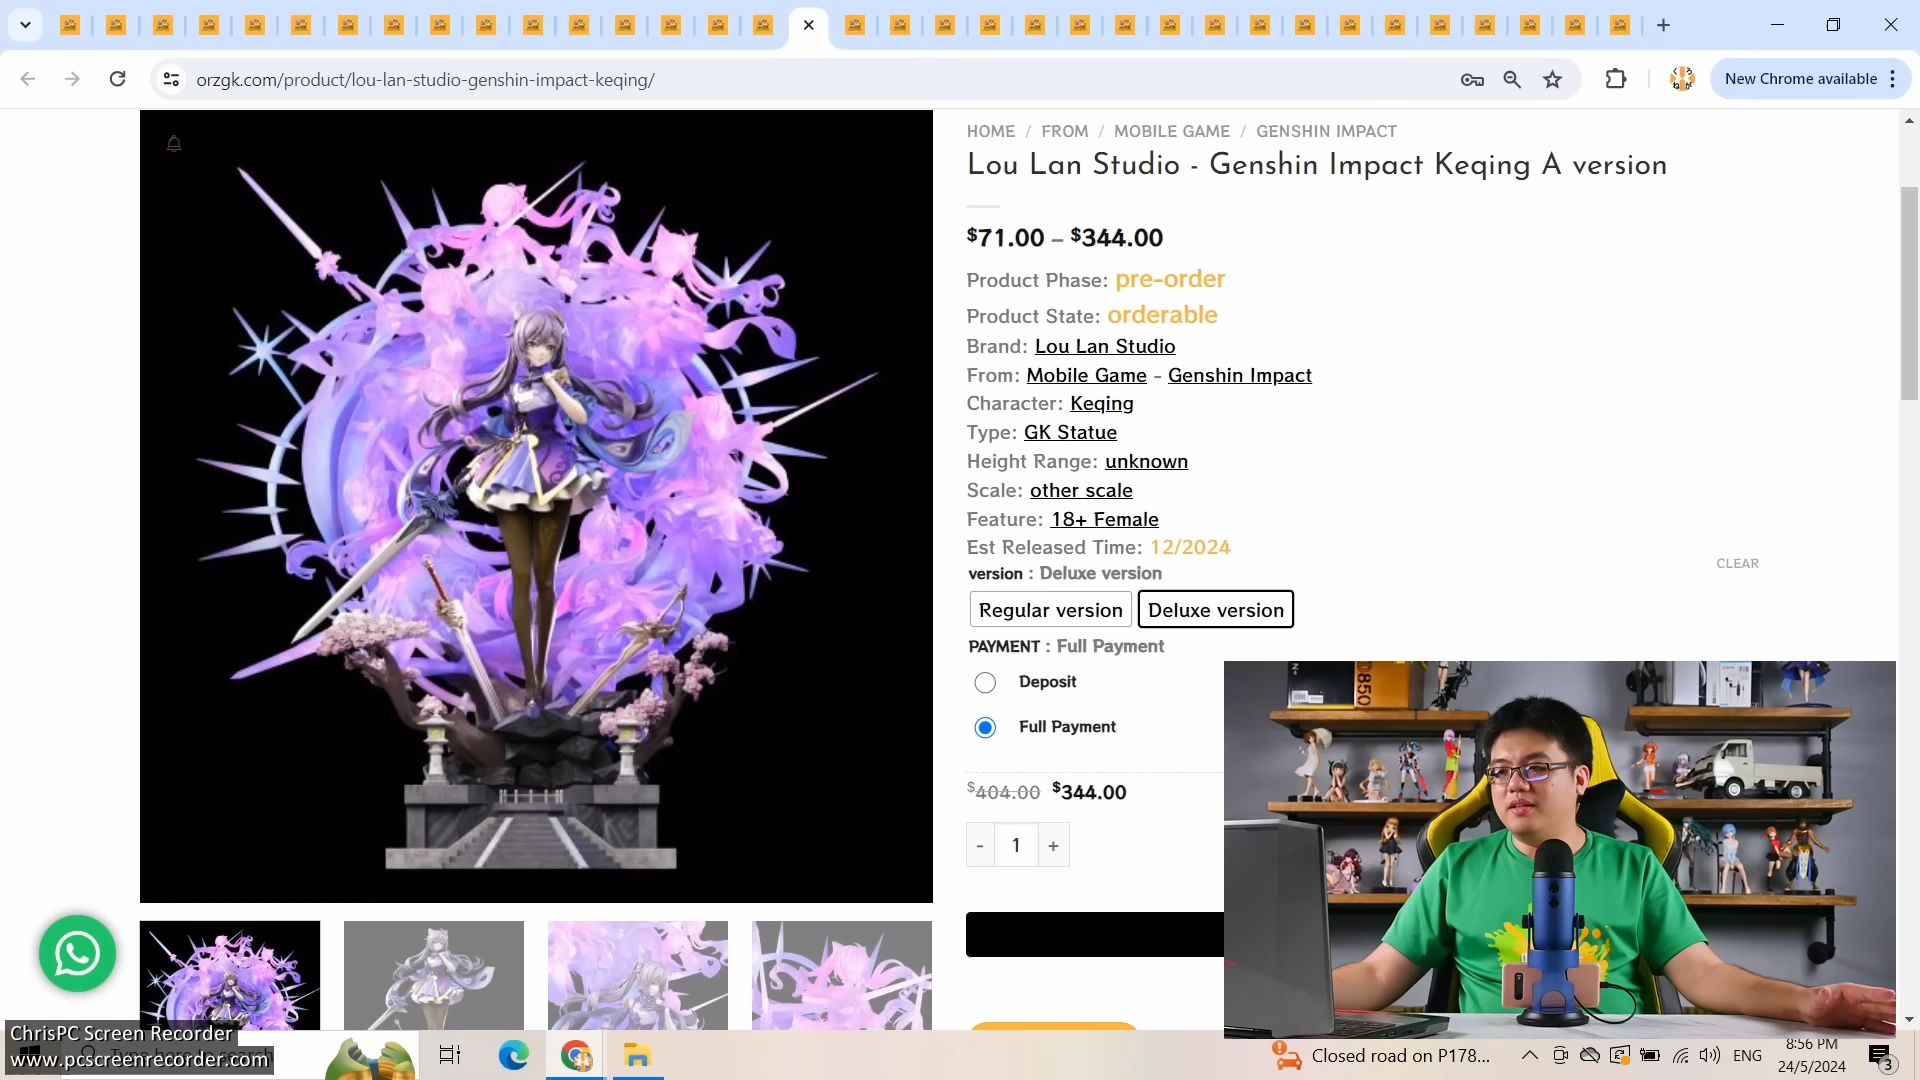 orzgk.com/product/lou-lan-studio-genshin-impact-keqing/
New Chrome available
HOME / FROM / MOBILE GAME / GENSHIN IMPACT
Lou Lan Studio - Genshin Impact Keqing A version
$71.00 – $344.00
Product Phase: pre-order
Product State: orderable
Brand: Lou Lan Studio
From: Mobile Game - Genshin Impact
Character: Keqing
Type: GK Statue
Height Range: unknown
Scale: other scale
Feature: 18+ Female
Est Released Time: 12/2024
CLEAR
version : Deluxe version
Regular version
Deluxe version
PAYMENT : Full Payment
Deposit
Full Payment
$404.00 $344.00
- 1 +
D850
ChrisPC Screen Recorder
www.pcscreenrecorder.com
Closed road on P178...
ENG
8:56 PM
24/5/2024
3